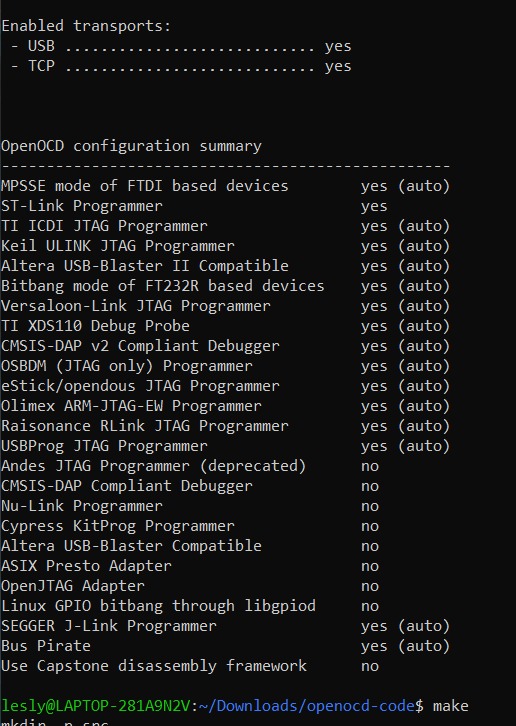 Enabled transports:
 - USB ............................ yes
 - TCP ............................ yes
OpenOCD configuration summary
--------------------------------------------------
MPSSE mode of FTDI based devices        yes (auto)
ST-Link Programmer                      yes
TI ICDI JTAG Programmer                 yes (auto)
Keil ULINK JTAG Programmer              yes (auto)
Altera USB-Blaster II Compatible        yes (auto)
Bitbang mode of FT232R based devices    yes (auto)
Versaloon-Link JTAG Programmer          yes (auto)
TI XDS110 Debug Probe                   yes (auto)
CMSIS-DAP v2 Compliant Debugger         yes (auto)
OSBDM (JTAG only) Programmer            yes (auto)
eStick/opendous JTAG Programmer         yes (auto)
Olimex ARM-JTAG-EW Programmer           yes (auto)
Raisonance RLink JTAG Programmer        yes (auto)
USBProg JTAG Programmer                 yes (auto)
Andes JTAG Programmer (deprecated)      no
CMSIS-DAP Compliant Debugger            no
Nu-Link Programmer                      no
Cypress KitProg Programmer              no
Altera USB-Blaster Compatible           no
ASIX Presto Adapter                     no
OpenJTAG Adapter                        no
Linux GPIO bitbang through libgpiod     no
SEGGER J-Link Programmer                yes (auto)
Bus Pirate                              yes (auto)
Use Capstone disassembly framework      no
lesly@LAPTOP-281A9N2V:~/Downloads/openocd-code$ make
mkdir -p src